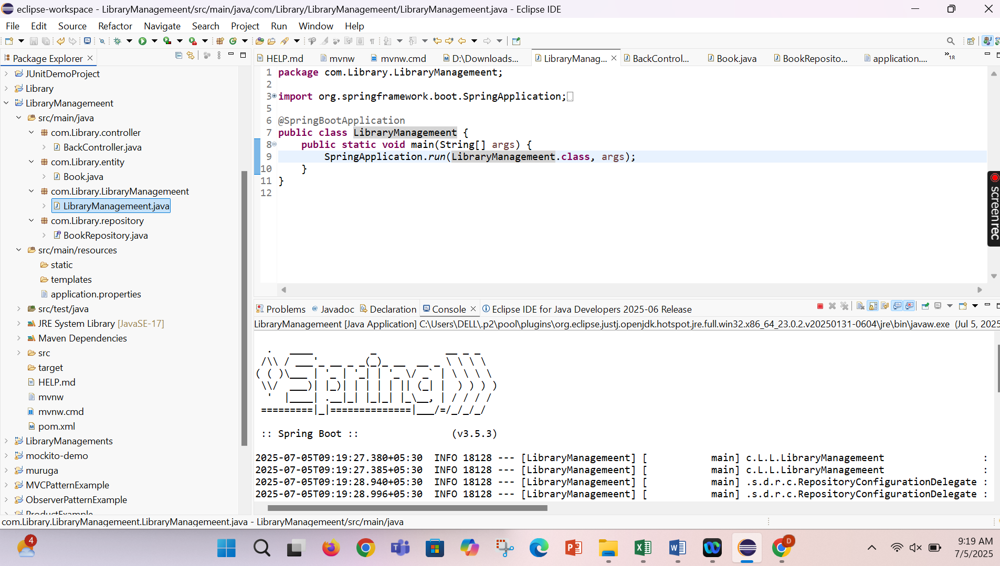 eclipse-workspace - LibraryManagemeent/src/main/java/com/Library/LibraryManagemeent/LibraryManagemeent.java - Eclipse IDE
File Edit Source Refactor Navigate Search Project Run Window Help
Package Explorer
JUnitDemoProject
Library
LibraryManagemeent
src/main/java
com.Library.controller
BackController.java
com.Library.entity
Book.java
com.Library.LibraryManagemeent
LibraryManagemeent.java
com.Library.repository
BookRepository.java
src/main/resources
static
templates
application.properties
src/test/java
JRE System Library [JavaSE-17]
Maven Dependencies
src
target
HELP.md
mvnw
mvnw.cmd
pom.xml
LibraryManagements
mockito-demo
muruga
MVCPatternExample
ObserverPatternExample
ProductExample
HELP.md mvnw mvnw.cmd D:\Downloads... LibraryManag... BackControl... Book.java BookReposito... application.... »18
1 package com.Library.LibraryManagemeent;
2
3 import org.springframework.boot.SpringApplication;
5
6 @SpringBootApplication
7 public class LibraryManagemeent {
8 public static void main(String[] args) {
9 SpringApplication.run(LibraryManagemeent.class, args);
10 }
11 }
12
screenrec
Problems Javadoc Declaration Console Eclipse IDE for Java Developers 2025-06 Release
LibraryManagemeent [Java Application] C:\Users\DELL\.p2\pool\plugins\org.eclipse.justj.openjdk.hotspot.jre.full.win32.x86_64_23.0.2.v20250131-0604\jre\bin\javaw.exe (Jul 5, 2025
Spring
:: Spring Boot :: (v3.5.3)
2025-07-05T09:19:27.380+05:30 INFO 18128 --- [LibraryManagemeent] [ main] c.L.L.LibraryManagemeent :
2025-07-05T09:19:27.385+05:30 INFO 18128 --- [LibraryManagemeent] [ main] c.L.L.LibraryManagemeent :
2025-07-05T09:19:28.940+05:30 INFO 18128 --- [LibraryManagemeent] [ main] .s.d.r.c.RepositoryConfigurationDelegate :
2025-07-05T09:19:28.996+05:30 INFO 18128 --- [LibraryManagemeent] [ main] .s.d.r.c.RepositoryConfigurationDelegate :
com.Library.LibraryManagemeent.LibraryManagemeent.java - LibraryManagemeent/src/main/java
4
D
9:19 AM
7/5/2025